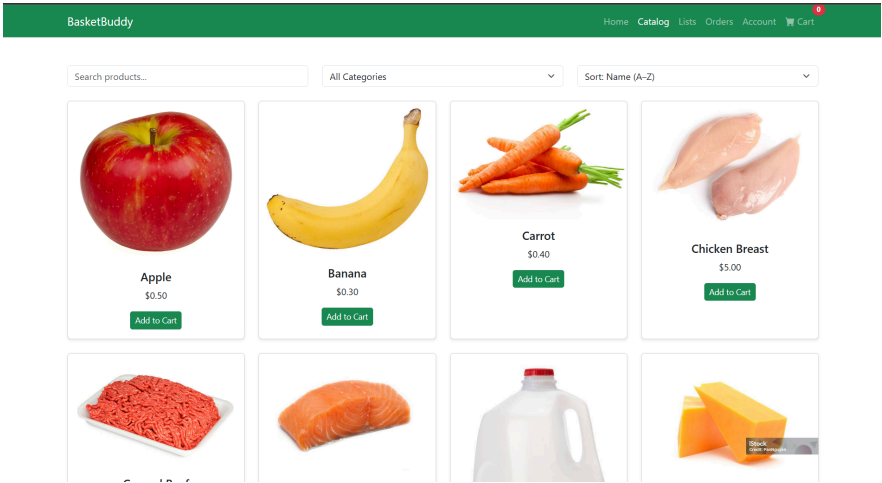 BasketBuddy
Home Catalog Lists Orders Account Cart 0
Search products...
All Categories
Sort: Name (A–Z)
Apple
$0.50
Add to Cart
Banana
$0.30
Add to Cart
Carrot
$0.40
Add to Cart
Chicken Breast
$5.00
Add to Cart
iStock